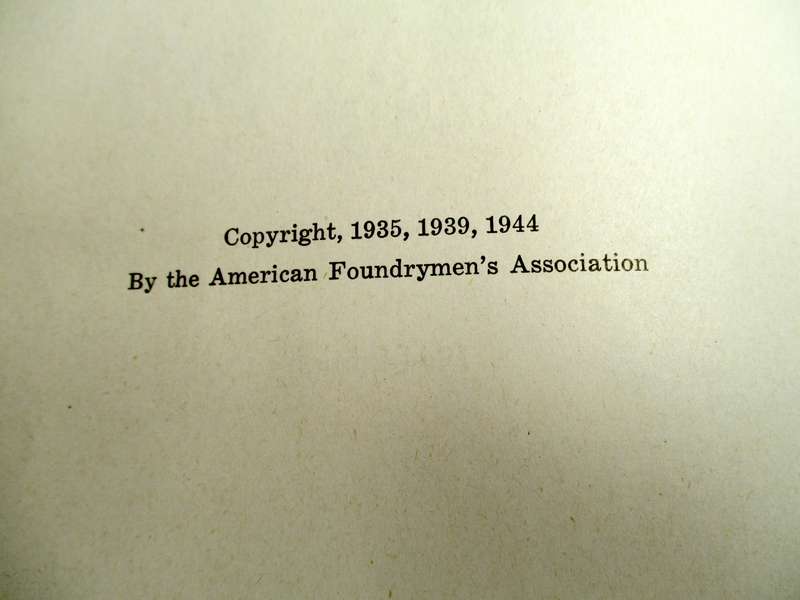 Copyright, 1935, 1939, 1944
By the American Foundrymen's Association